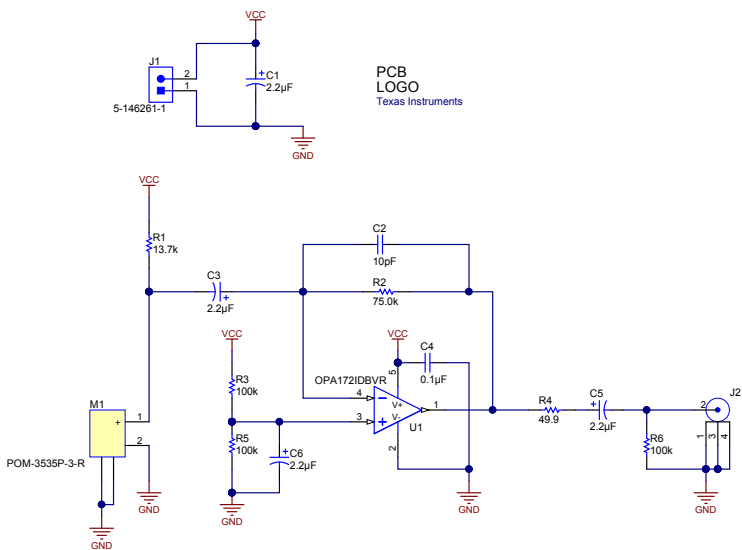 VCC
J1
2
1
5-146261-1
+
C1
2.2µF
GND
PCB
LOGO
Texas Instruments
VCC
R1
13.7k
C3
+
2.2µF
C2
10pF
R2
75.0k
VCC
R3
100k
R5
100k
+
C6
2.2µF
GND
VCC
C4
0.1µF
OPA172IDBVR
5
4
3
V+
V-
1
U1
2
GND
R4
49.9
C5
+
2.2µF
R6
100k
J2
2
1
3
4
GND
M1
+
1
2
POM-3535P-3-R
GND
GND